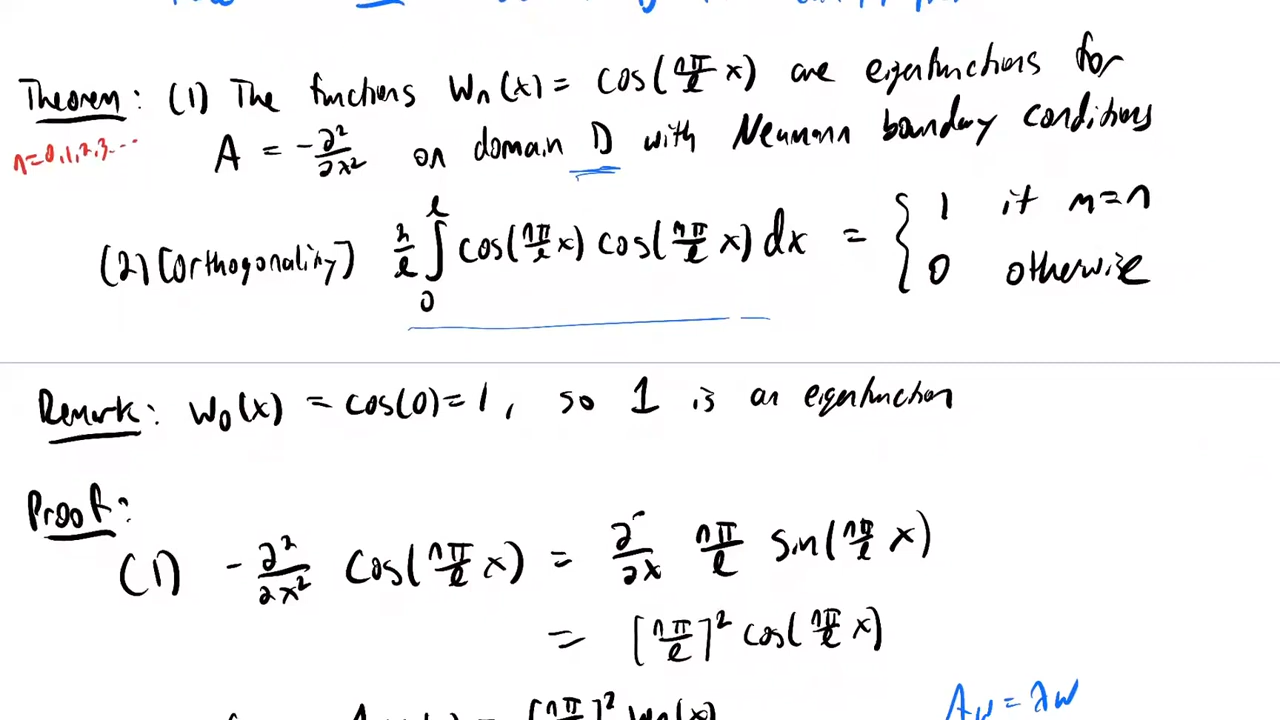 Theorem: (1) The functions wₙ(x) = cos(nπ/ℓ x) are eigenfunctions for
n=0,1,2,3...
A = -∂²/∂x² on domain D with Neumann boundary conditions
(2) [orthogonality] 2/ℓ ∫₀^ℓ cos(nπ/ℓ x) cos(mπ/ℓ x) dx = { 1 if m=n
0 otherwise
Remark: w₀(x) = cos(0) = 1, so 1 is an eigenfunction
Proof:
(1) -∂²/∂x² cos(nπ/ℓ x) = ∂/∂x nπ/ℓ sin(nπ/ℓ x)
= [nπ/ℓ]² cos(nπ/ℓ x)
= [nπ/ℓ]² wₙ(x)
Aw = λw